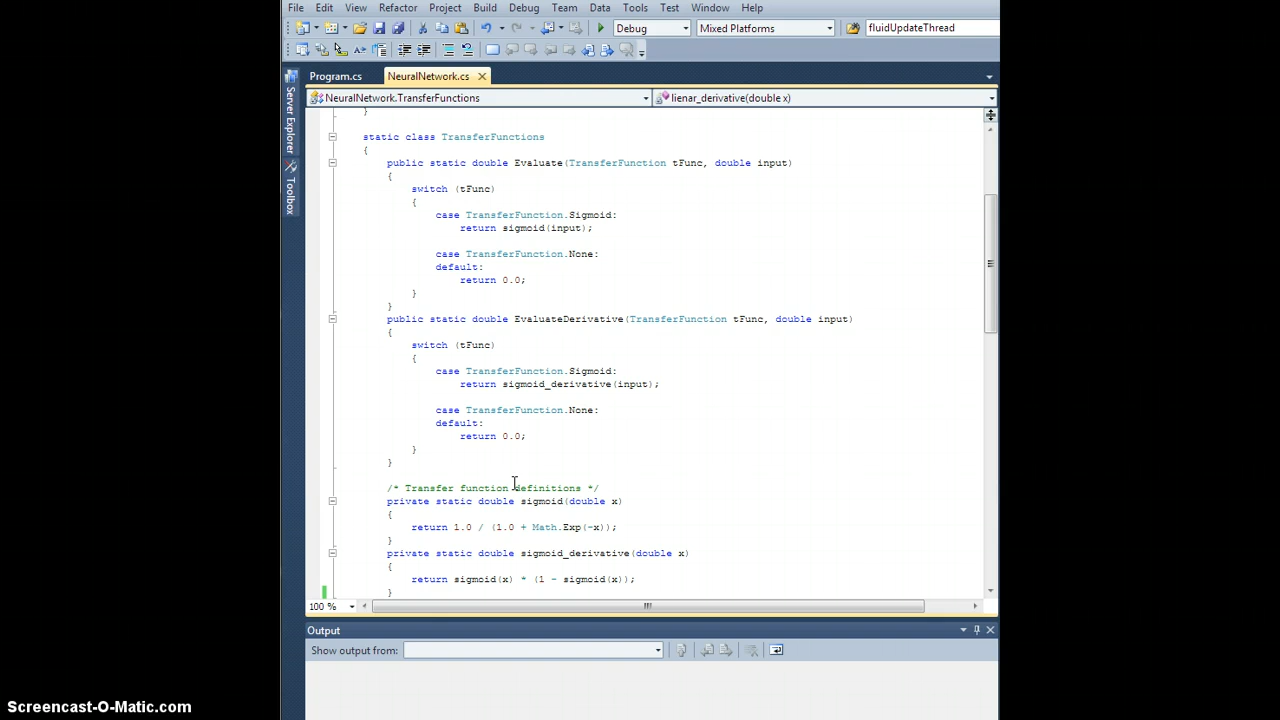 File Edit View Refactor Project Build Debug Team Data Tools Test Window Help
Debug Mixed Platforms fluidUpdateThread
Program.cs NeuralNetwork.cs
NeuralNetwork.TransferFunctions lienar_derivative(double x)
Server Explorer
Toolbox
}
static class TransferFunctions
{
public static double Evaluate(TransferFunction tFunc, double input)
{
switch (tFunc)
{
case TransferFunction.Sigmoid:
return sigmoid(input);
case TransferFunction.None:
default:
return 0.0;
}
}
public static double EvaluateDerivative(TransferFunction tFunc, double input)
{
switch (tFunc)
{
case TransferFunction.Sigmoid:
return sigmoid_derivative(input);
case TransferFunction.None:
default:
return 0.0;
}
}
/* Transfer function definitions */
private static double sigmoid(double x)
{
return 1.0 / (1.0 + Math.Exp(-x));
}
private static double sigmoid_derivative(double x)
{
return sigmoid(x) * (1 - sigmoid(x));
}
100 %
Output
Show output from:
Screencast-O-Matic.com